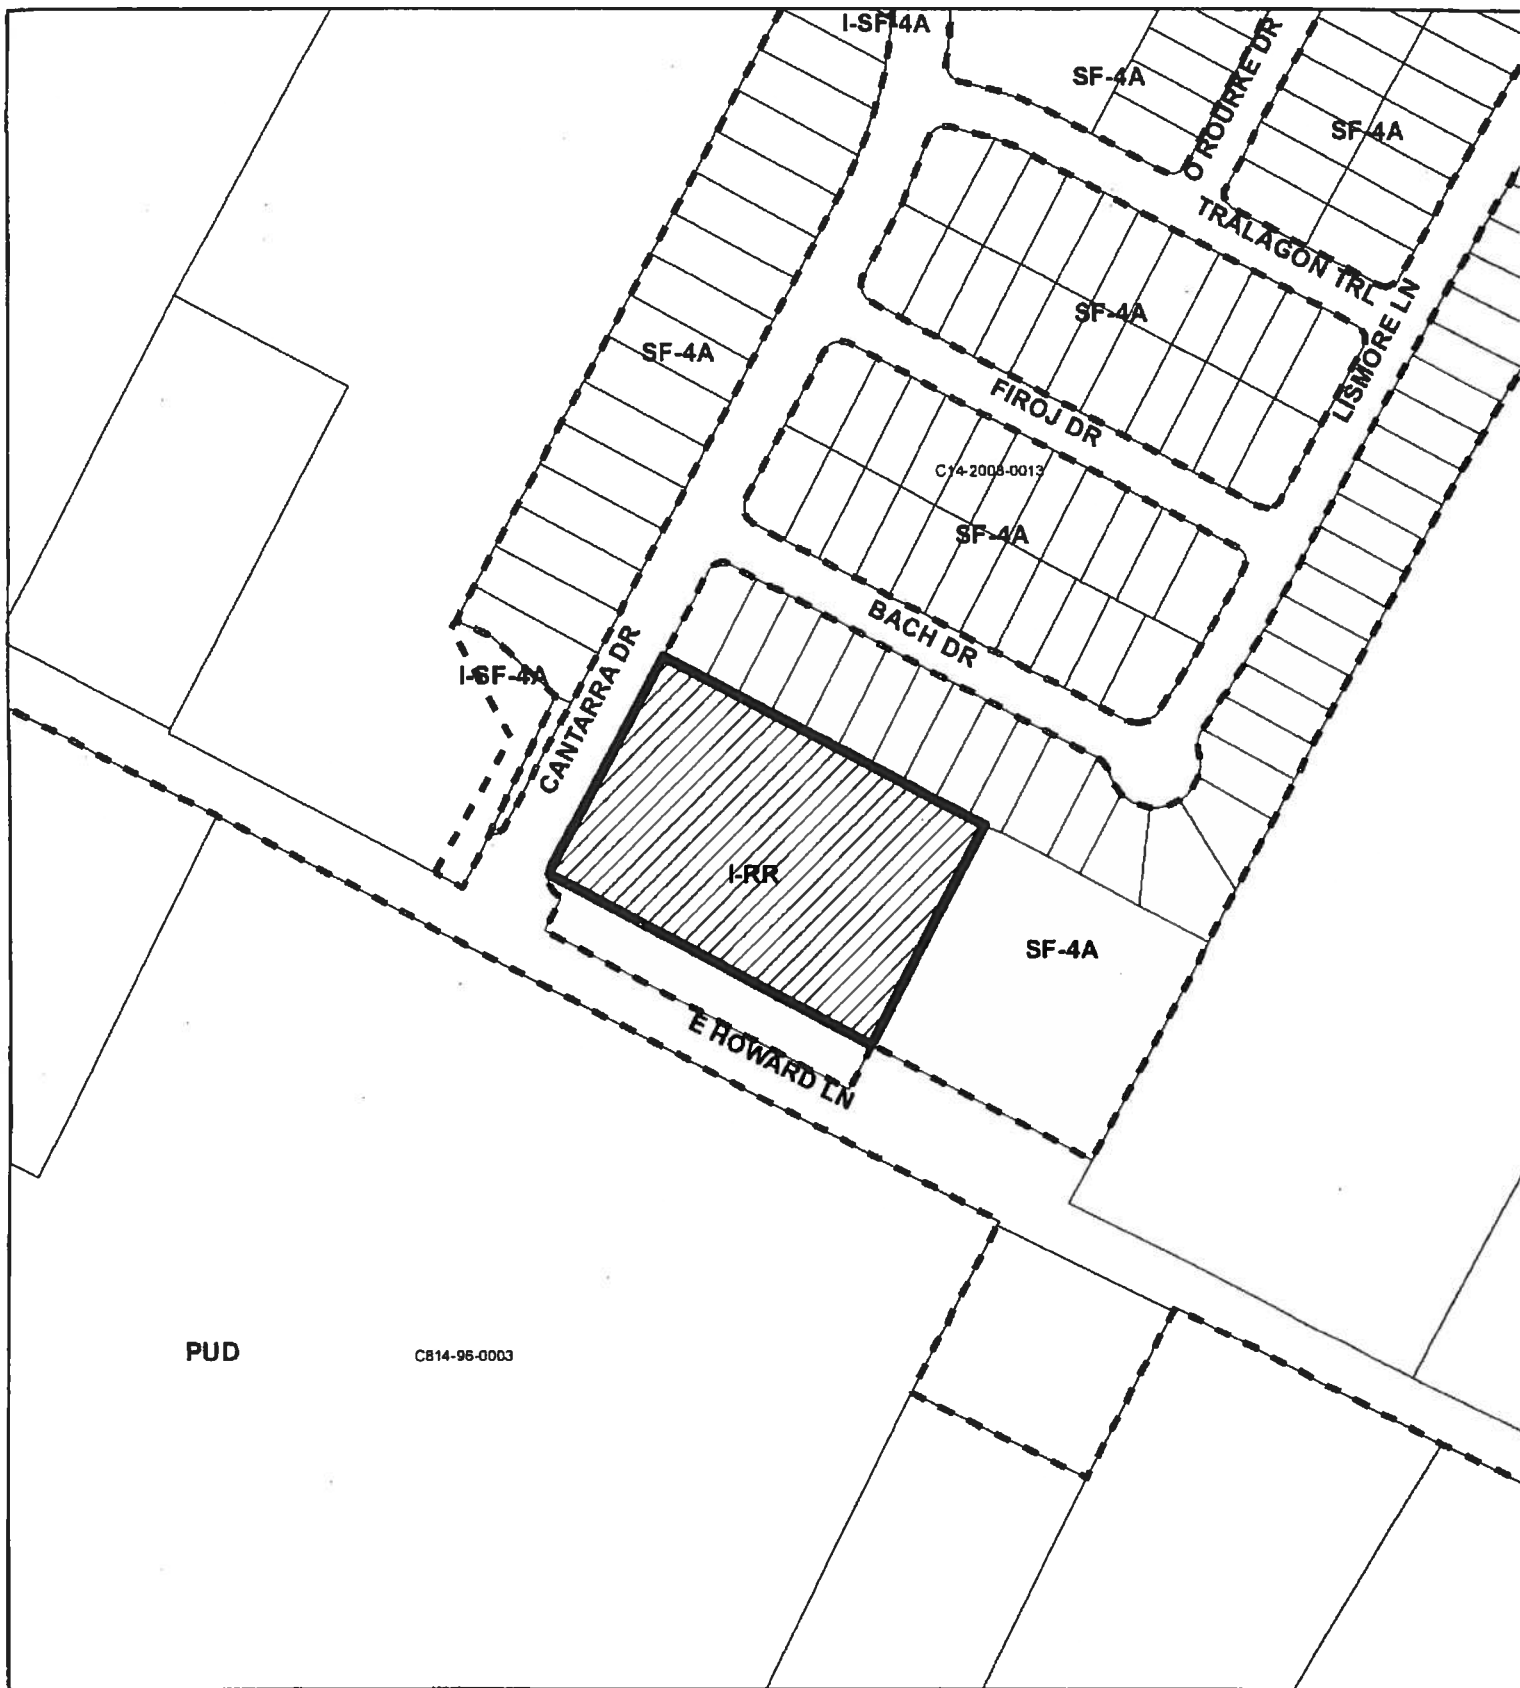 I-SF-4A
SF-4A
O ROURKE DR
SF-4A
TRALAGON TRL
SF-4A
LISMORE LN
SF-4A
FIROJ DR
C14-2008-0013
SF-4A
BACH DR
I-SF-4A
CANTARRA DR
I-RR
SF-4A
E HOWARD LN
PUD
C814-96-0003